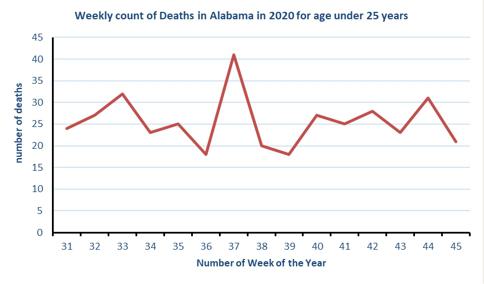 Weekly count of Deaths in Alabama in 2020 for age under 25 years
45
40
35
30
25
20
15
10
5
0
number of deaths
31 32 33 34 35 36 37 38 39 40 41 42 43 44 45
Number of Week of the Year